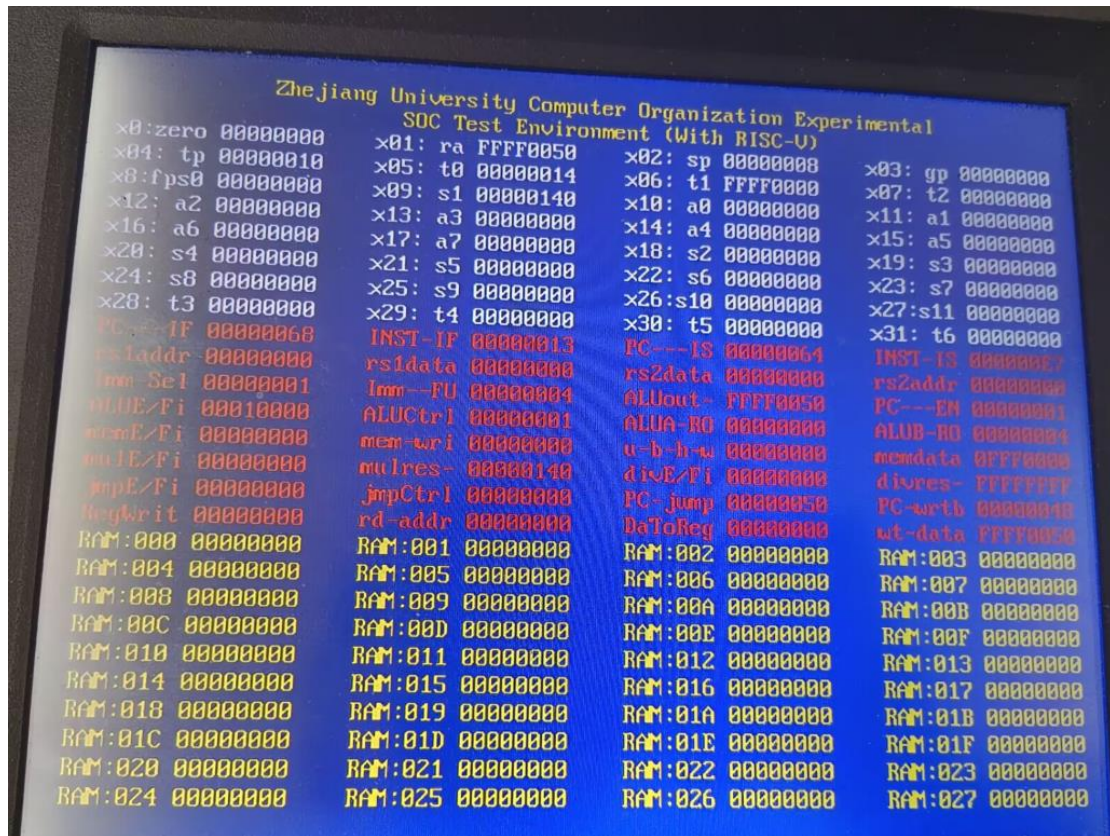 Zhejiang University Computer Organization Experimental
SOC Test Environment (With RISC-V)
x0:zero 00000000 x01: ra FFFF0050 x02: sp 00000008 x03: gp 00000000
x04: tp 00000010 x05: t0 00000014 x06: t1 FFFF0000 x07: t2 00000000
x8:fps0 00000000 x09: s1 00000140 x10: a0 00000000 x11: a1 00000000
x12: a2 00000000 x13: a3 00000000 x14: a4 00000000 x15: a5 00000000
x16: a6 00000000 x17: a7 00000000 x18: s2 00000000 x19: s3 00000000
x20: s4 00000000 x21: s5 00000000 x22: s6 00000000 x23: s7 00000000
x24: s8 00000000 x25: s9 00000000 x26:s10 00000000 x27:s11 00000000
x28: t3 00000000 x29: t4 00000000 x30: t5 00000000 x31: t6 00000000
PC---IF 00000068 INST-IF 00000013 PC---IS 00000064 INST-IS 000000E7
rs1addr 00000000 rs1data 00000000 rs2data 00000000 rs2addr 00000000
Imm-Sel 00000001 Imm--FU 00000004 ALUout- FFFF0050 PC---EN 00000001
ALUE/Fi 00010000 ALUCtrl 00000001 ALUA-RO 00000000 ALUB-RO 00000004
memE/Fi 00000000 mem-wri 00000000 u-b-h-w 00000000 memdata 0FFF0000
mulE/Fi 00000000 mulres- 00000140 divE/Fi 00000000 divres- FFFFFFFF
jmpE/Fi 00000000 jmpCtrl 00000000 PC-jump 00000050 PC-wrtb 00000048
RegWrit 00000000 rd-addr 00000000 DaToReg 00000000 wt-data FFFF0050
RAM:000 00000000 RAM:001 00000000 RAM:002 00000000 RAM:003 00000000
RAM:004 00000000 RAM:005 00000000 RAM:006 00000000 RAM:007 00000000
RAM:008 00000000 RAM:009 00000000 RAM:00A 00000000 RAM:00B 00000000
RAM:00C 00000000 RAM:00D 00000000 RAM:00E 00000000 RAM:00F 00000000
RAM:010 00000000 RAM:011 00000000 RAM:012 00000000 RAM:013 00000000
RAM:014 00000000 RAM:015 00000000 RAM:016 00000000 RAM:017 00000000
RAM:018 00000000 RAM:019 00000000 RAM:01A 00000000 RAM:01B 00000000
RAM:01C 00000000 RAM:01D 00000000 RAM:01E 00000000 RAM:01F 00000000
RAM:020 00000000 RAM:021 00000000 RAM:022 00000000 RAM:023 00000000
RAM:024 00000000 RAM:025 00000000 RAM:026 00000000 RAM:027 00000000